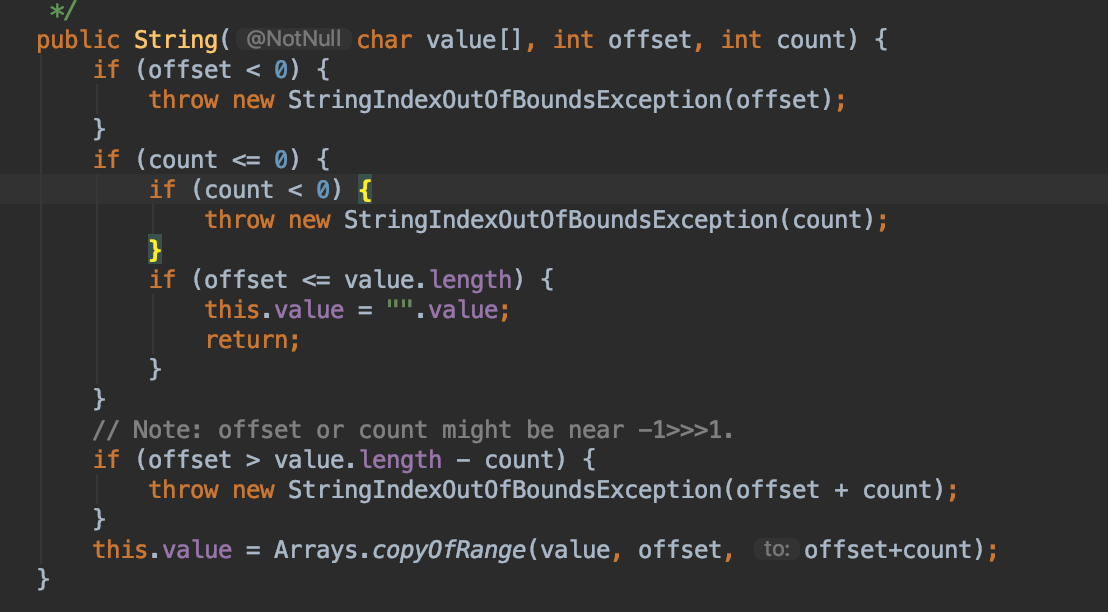 */
public String( @NotNull char value[], int offset, int count) {
if (offset < 0) {
throw new StringIndexOutOfBoundsException(offset);
}
if (count <= 0) {
if (count < 0) {
throw new StringIndexOutOfBoundsException(count);
}
if (offset <= value.length) {
this.value = "".value;
return;
}
}
// Note: offset or count might be near -1>>>1.
if (offset > value.length - count) {
throw new StringIndexOutOfBoundsException(offset + count);
}
this.value = Arrays.copyOfRange(value, offset, to: offset+count);
}